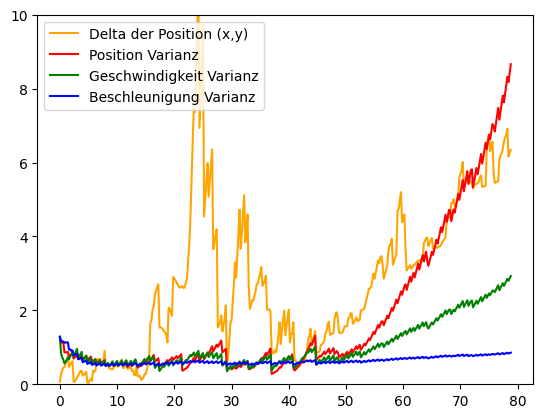 10
8
6
4
2
0
Delta der Position (x,y)
Position Varianz
Geschwindigkeit Varianz
Beschleunigung Varianz
0 10 20 30 40 50 60 70 80